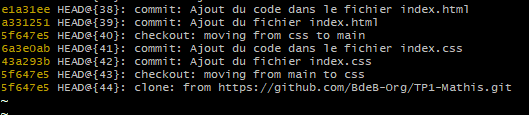 e1a31ee HEAD@{38}: commit: Ajout du code dans le fichier index.html
a331251 HEAD@{39}: commit: Ajout du fichier index.html
5f647e5 HEAD@{40}: checkout: moving from css to main
6a3e0ab HEAD@{41}: commit: Ajout du code dans le fichier index.css
43a293b HEAD@{42}: commit: Ajout du fichier index.css
5f647e5 HEAD@{43}: checkout: moving from main to css
5f647e5 HEAD@{44}: clone: from https://github.com/BdeB-Org/TP1-Mathis.git
~
~